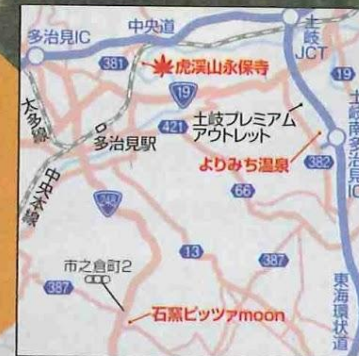 中央道
多治見IC
土岐
JCT
381
虎渓山永保寺
19
19
太多線
421
土岐プレミアム
アウトレット
多治見駅
土岐南多治見IC
よりみち温泉
382
中央本線
66
248
13
387
市之倉町2
387
東海環状道
石窯ピッツァmoon